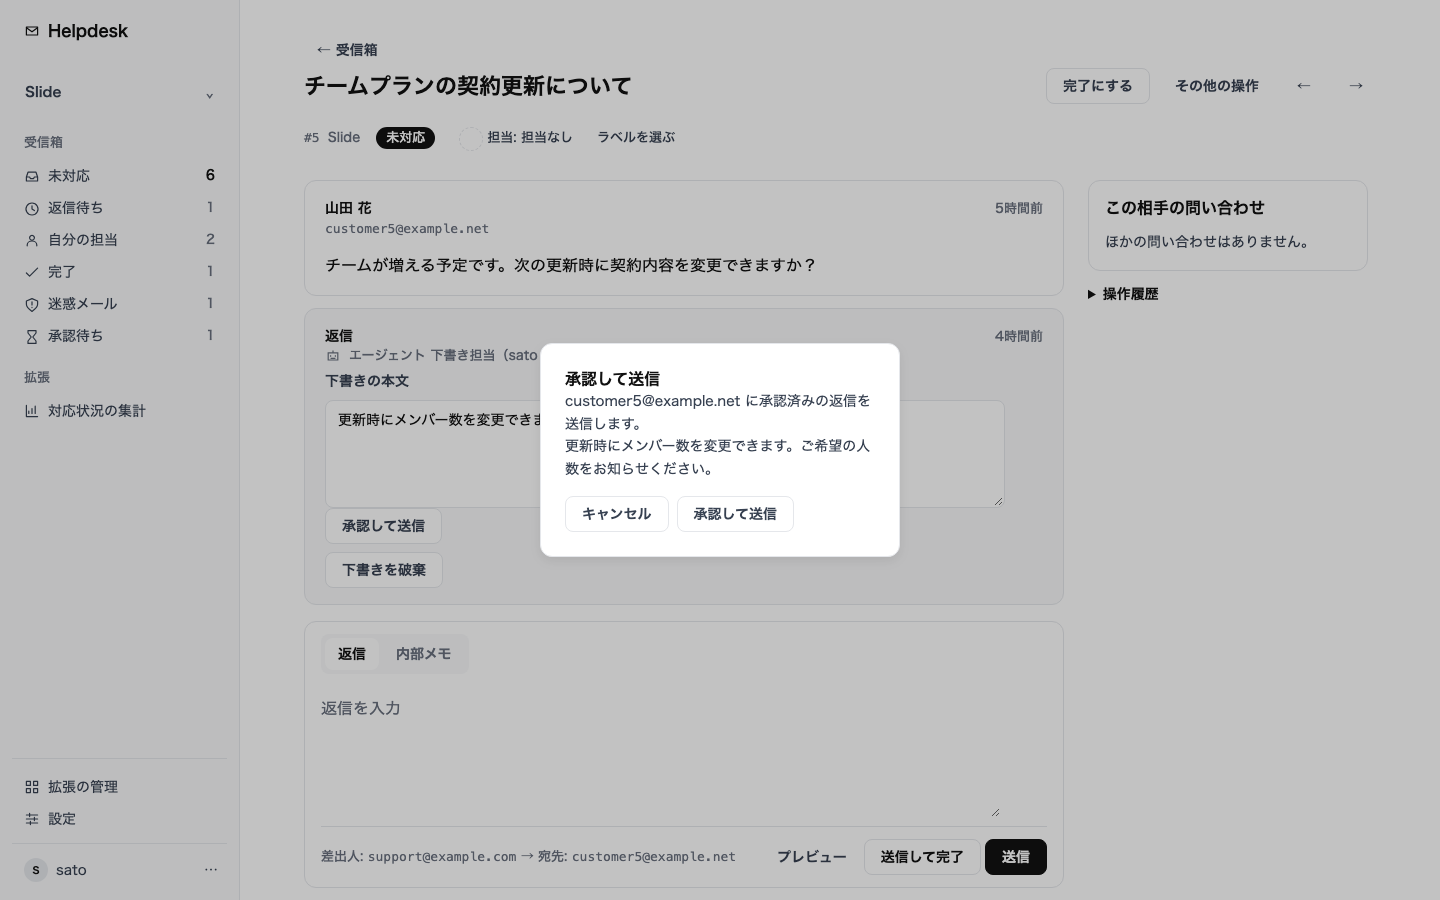 Helpdesk
Slide
受信箱
未対応 6
返信待ち 1
自分の担当 2
完了 1
迷惑メール 1
承認待ち 1
拡張
対応状況の集計
拡張の管理
設定
S sato ···
← 受信箱
チームプランの契約更新について
完了にする その他の操作 ← →
#5 Slide 未対応 担当: 担当なし ラベルを選ぶ
山田 花 5時間前
customer5@example.net
チームが増える予定です。次の更新時に契約内容を変更できますか？
返信 4時間前
エージェント 下書き担当（sato
下書きの本文
更新時にメンバー数を変更できま
承認して送信
下書きを破棄
承認して送信
customer5@example.net に承認済みの返信を
送信します。
更新時にメンバー数を変更できます。ご希望の人
数をお知らせください。
キャンセル 承認して送信
返信 内部メモ
返信を入力
差出人: support@example.com → 宛先: customer5@example.net プレビュー 送信して完了 送信
この相手の問い合わせ
ほかの問い合わせはありません。
▶ 操作履歴